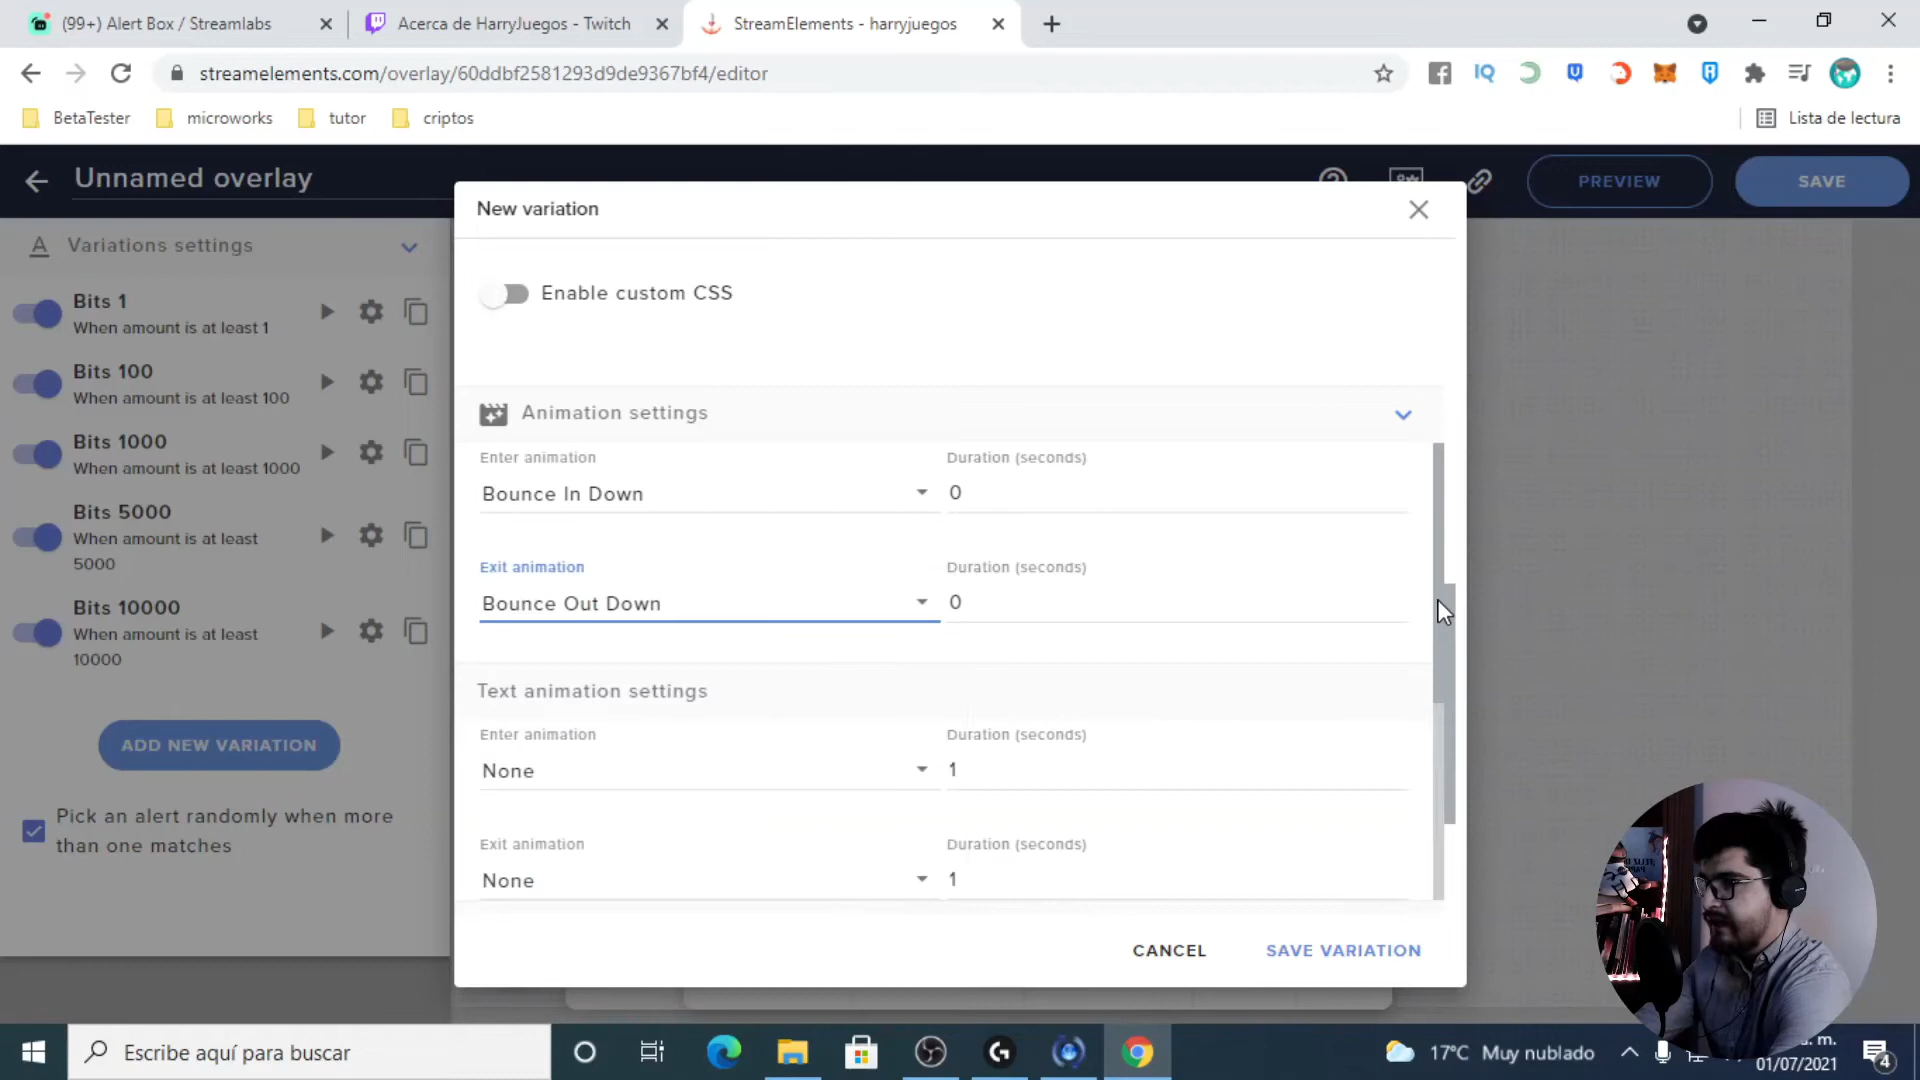 (99+) Alert Box / Streamlabs
Acerca de HarryJuegos - Twitch
StreamElements - harryjuegos
streamelements.com/overlay/60ddbf2581293d9de9367bf4/editor
BetaTester
microworks
tutor
criptos
Lista de lectura
Unnamed overlay
PREVIEW
SAVE
Variations settings
Bits 1
When amount is at least 1
Bits 100
When amount is at least 100
Bits 1000
When amount is at least 1000
Bits 5000
When amount is at least
5000
Bits 10000
When amount is at least
10000
ADD NEW VARIATION
Pick an alert randomly when more
than one matches
New variation
Enable custom CSS
Animation settings
Enter animation
Duration (seconds)
Bounce In Down
0
Exit animation
Duration (seconds)
Bounce Out Down
0
Text animation settings
Enter animation
Duration (seconds)
None
1
Exit animation
Duration (seconds)
None
1
CANCEL
SAVE VARIATION
Escribe aquí para buscar
17°C Muy nublado
m.
01/07/2021
4